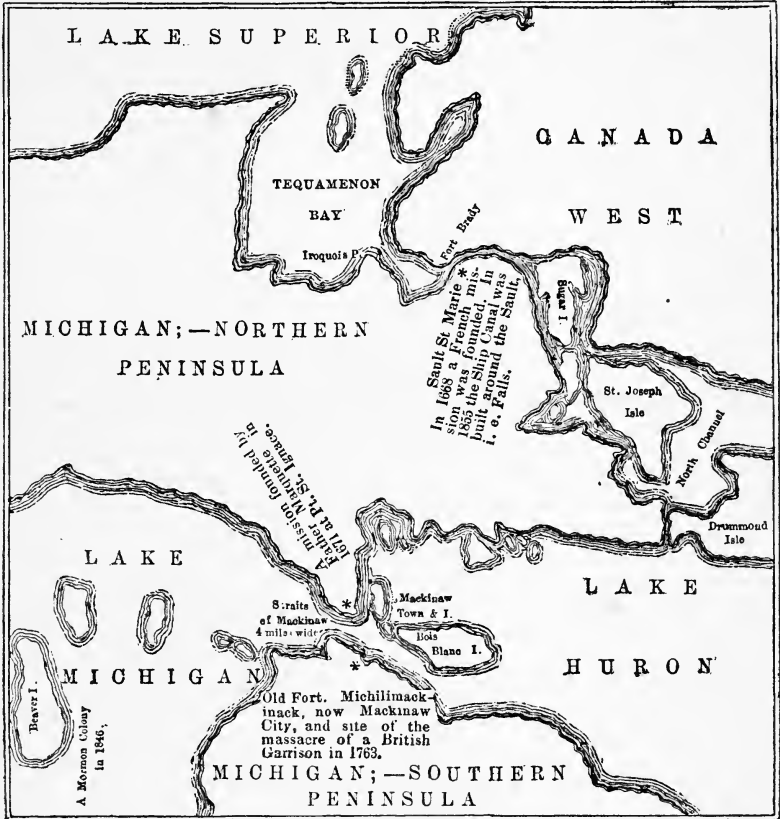 LAKE SUPERIOR
CANADA
WEST
TEQUAMENON
BAY
Iroquois P.
Fort Brady
Sault St Marie *
In 1668 a French mis-
sion was founded. In
1855 the Ship Canal was
built around the Sault,
i. e. Falls.
Sugar I.
MICHIGAN;—NORTHERN
PENINSULA
St. Joseph
Isle
North Channel
Drummond
Isle
A mission founded by
Father Marquette in
1671 at Pt. St. Ignace.
LAKE
MICHIGAN
Straits
of Mackinaw
4 miles wide
*
*
Mackinaw
Town & I.
Bois
Blanc I.
LAKE
HURON
Beaver I.
A Mormon Colony
in 1846,
Old Fort. Michilimack-
inack, now Mackinaw
City, and site of the
massacre of a British
Garrison in 1763.
MICHIGAN;—SOUTHERN
PENINSULA